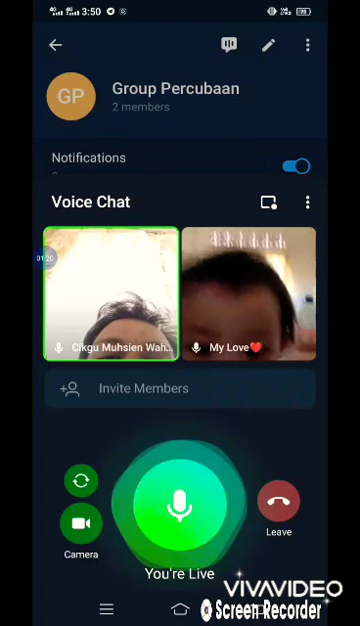 3:50
GP
Group Percubaan
2 members
Notifications
Voice Chat
01:20
Cikgu Muhsien Wah...
My Love❤️
Invite Members
Camera
Leave
You're Live
VIVAVIDEO
Screen Recorder